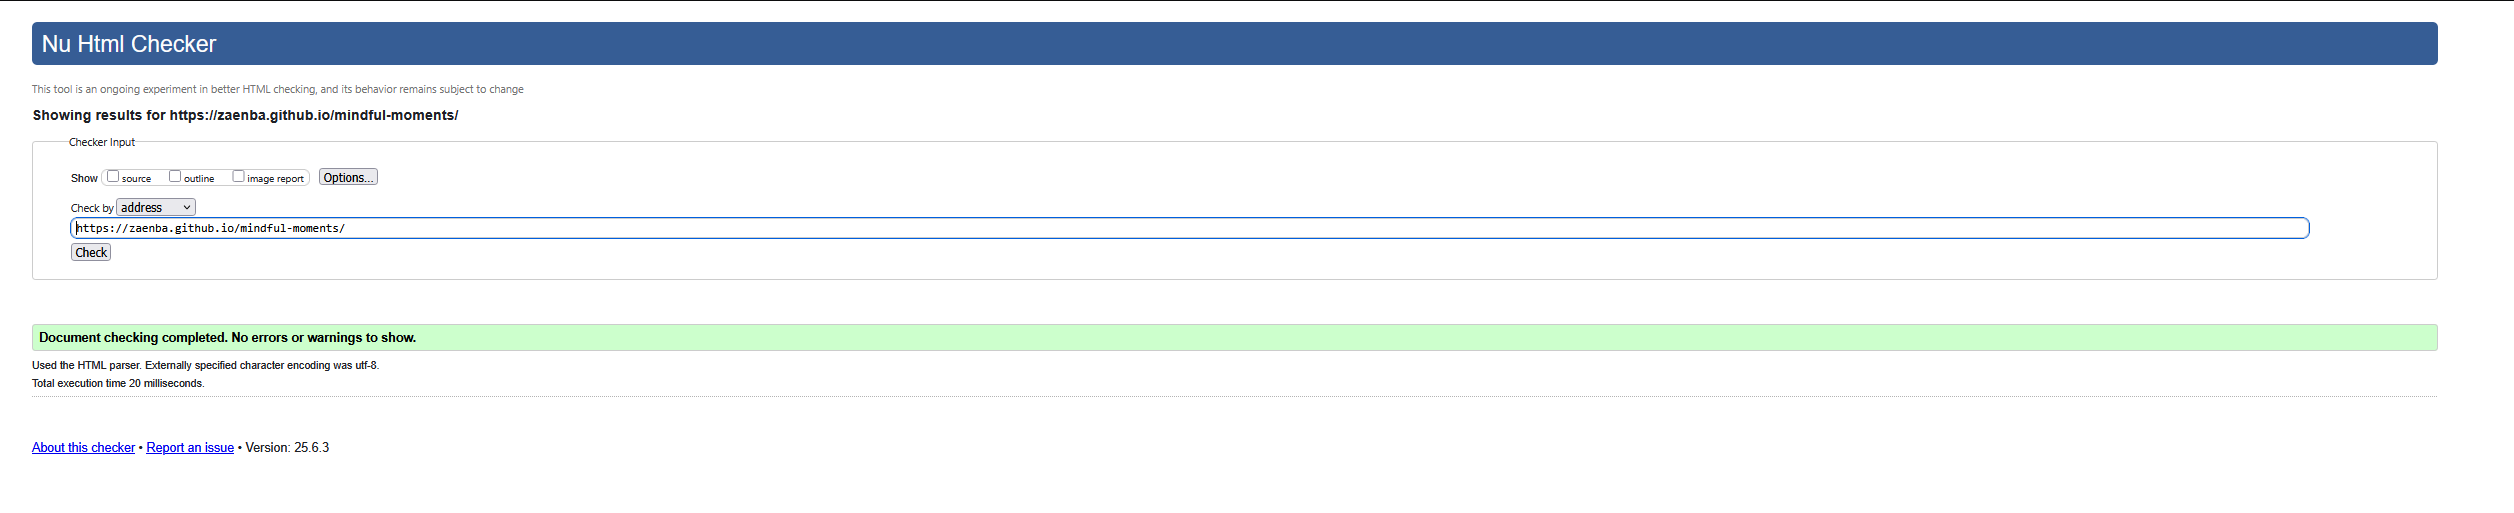 Nu Html Checker
This tool is an ongoing experiment in better HTML checking, and its behavior remains subject to change
Showing results for https://zaenba.github.io/mindful-moments/
Checker Input
Show source outline image report Options...
Check by address
https://zaenba.github.io/mindful-moments/
Check
Document checking completed. No errors or warnings to show.
Used the HTML parser. Externally specified character encoding was utf-8.
Total execution time 20 milliseconds.
About this checker • Report an issue • Version: 25.6.3